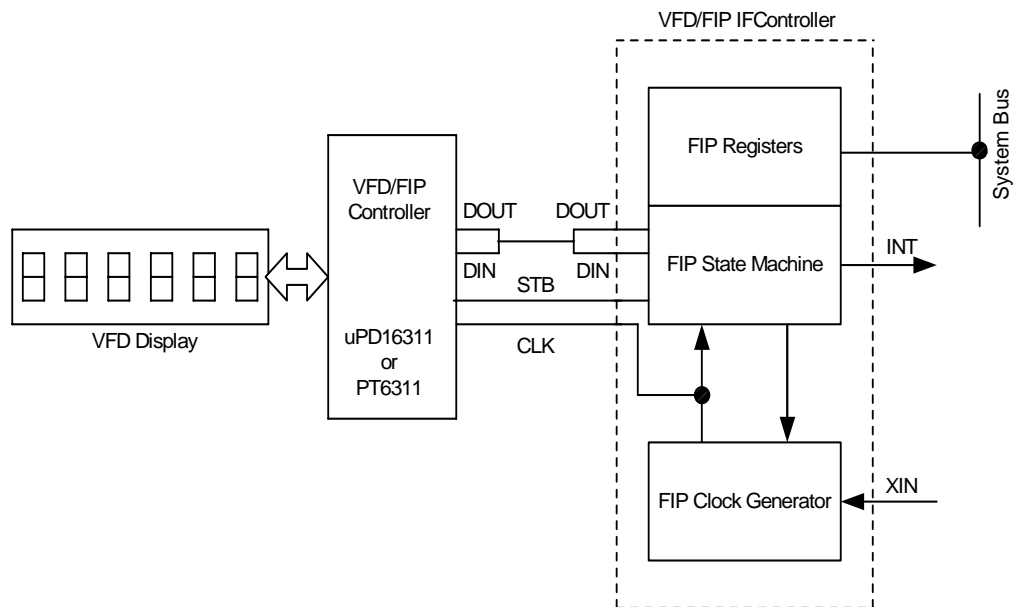 VFD/FIP IFController
FIP Registers
System Bus
VFD/FIP
Controller
DOUT
DOUT
DIN
DIN
FIP State Machine
INT
STB
VFD Display
uPD16311
or
PT6311
CLK
FIP Clock Generator
XIN